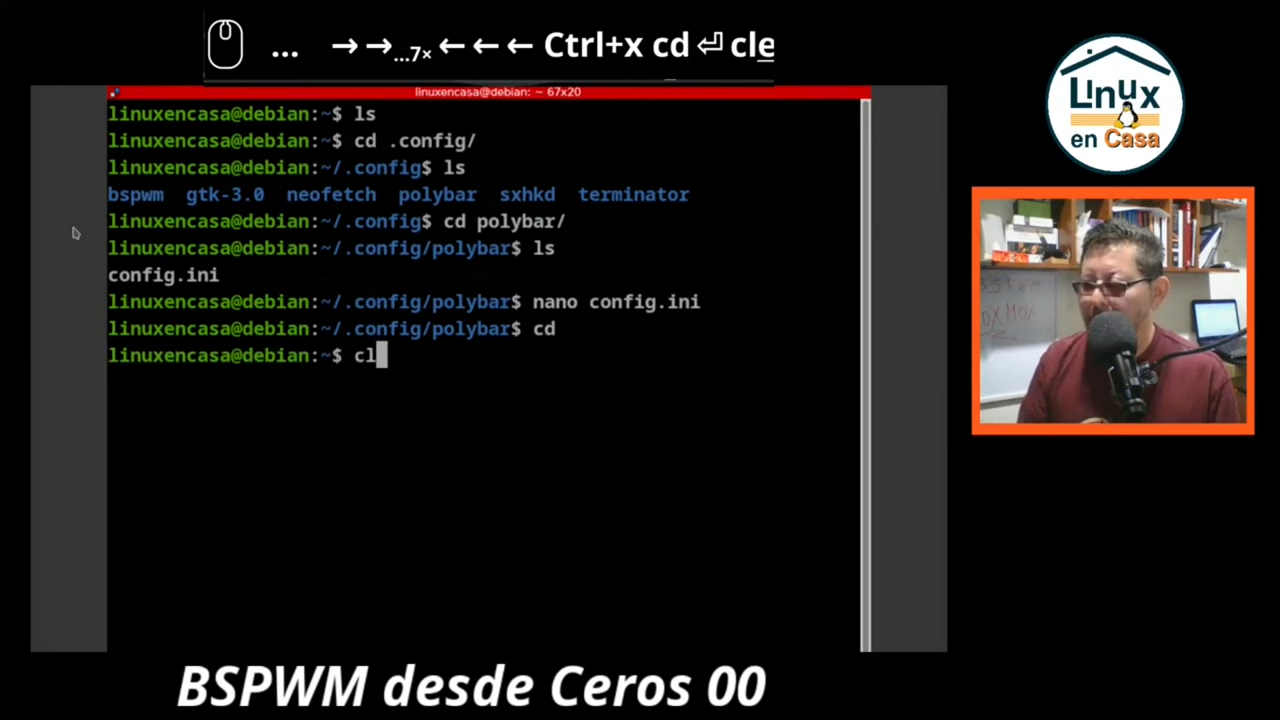 ... →→...7× ←←← Ctrl+x cd ⏎ cle
linuxencasa@debian: ~ 67x20
linuxencasa@debian:~$ ls
linuxencasa@debian:~$ cd .config/
linuxencasa@debian:~/.config$ ls
bspwm gtk-3.0 neofetch polybar sxhkd terminator
linuxencasa@debian:~/.config$ cd polybar/
linuxencasa@debian:~/.config/polybar$ ls
config.ini
linuxencasa@debian:~/.config/polybar$ nano config.ini
linuxencasa@debian:~/.config/polybar$ cd
linuxencasa@debian:~$ cl
Linux
en Casa
BSPWM desde Ceros 00